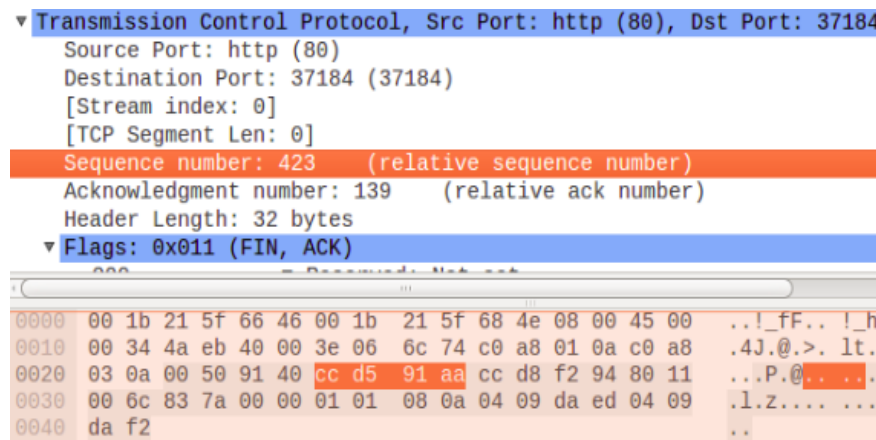 Transmission Control Protocol, Src Port: http (80), Dst Port: 37184
Source Port: http (80)
Destination Port: 37184 (37184)
[Stream index: 0]
[TCP Segment Len: 0]
Sequence number: 423 (relative sequence number)
Acknowledgment number: 139 (relative ack number)
Header Length: 32 bytes
Flags: 0x011 (FIN, ACK)
0000 00 1b 21 5f 66 46 00 1b 21 5f 68 4e 08 00 45 00 ..!_fF.. !_h
0010 00 34 4a eb 40 00 3e 06 6c 74 c0 a8 01 0a c0 a8 .4J.@.>. lt.
0020 03 0a 00 50 91 40 cc d5 91 aa cc d8 f2 94 80 11 ...P.@.. ...
0030 00 6c 83 7a 00 00 01 01 08 0a 04 09 da ed 04 09 .l.z.... ...
0040 da f2 ..